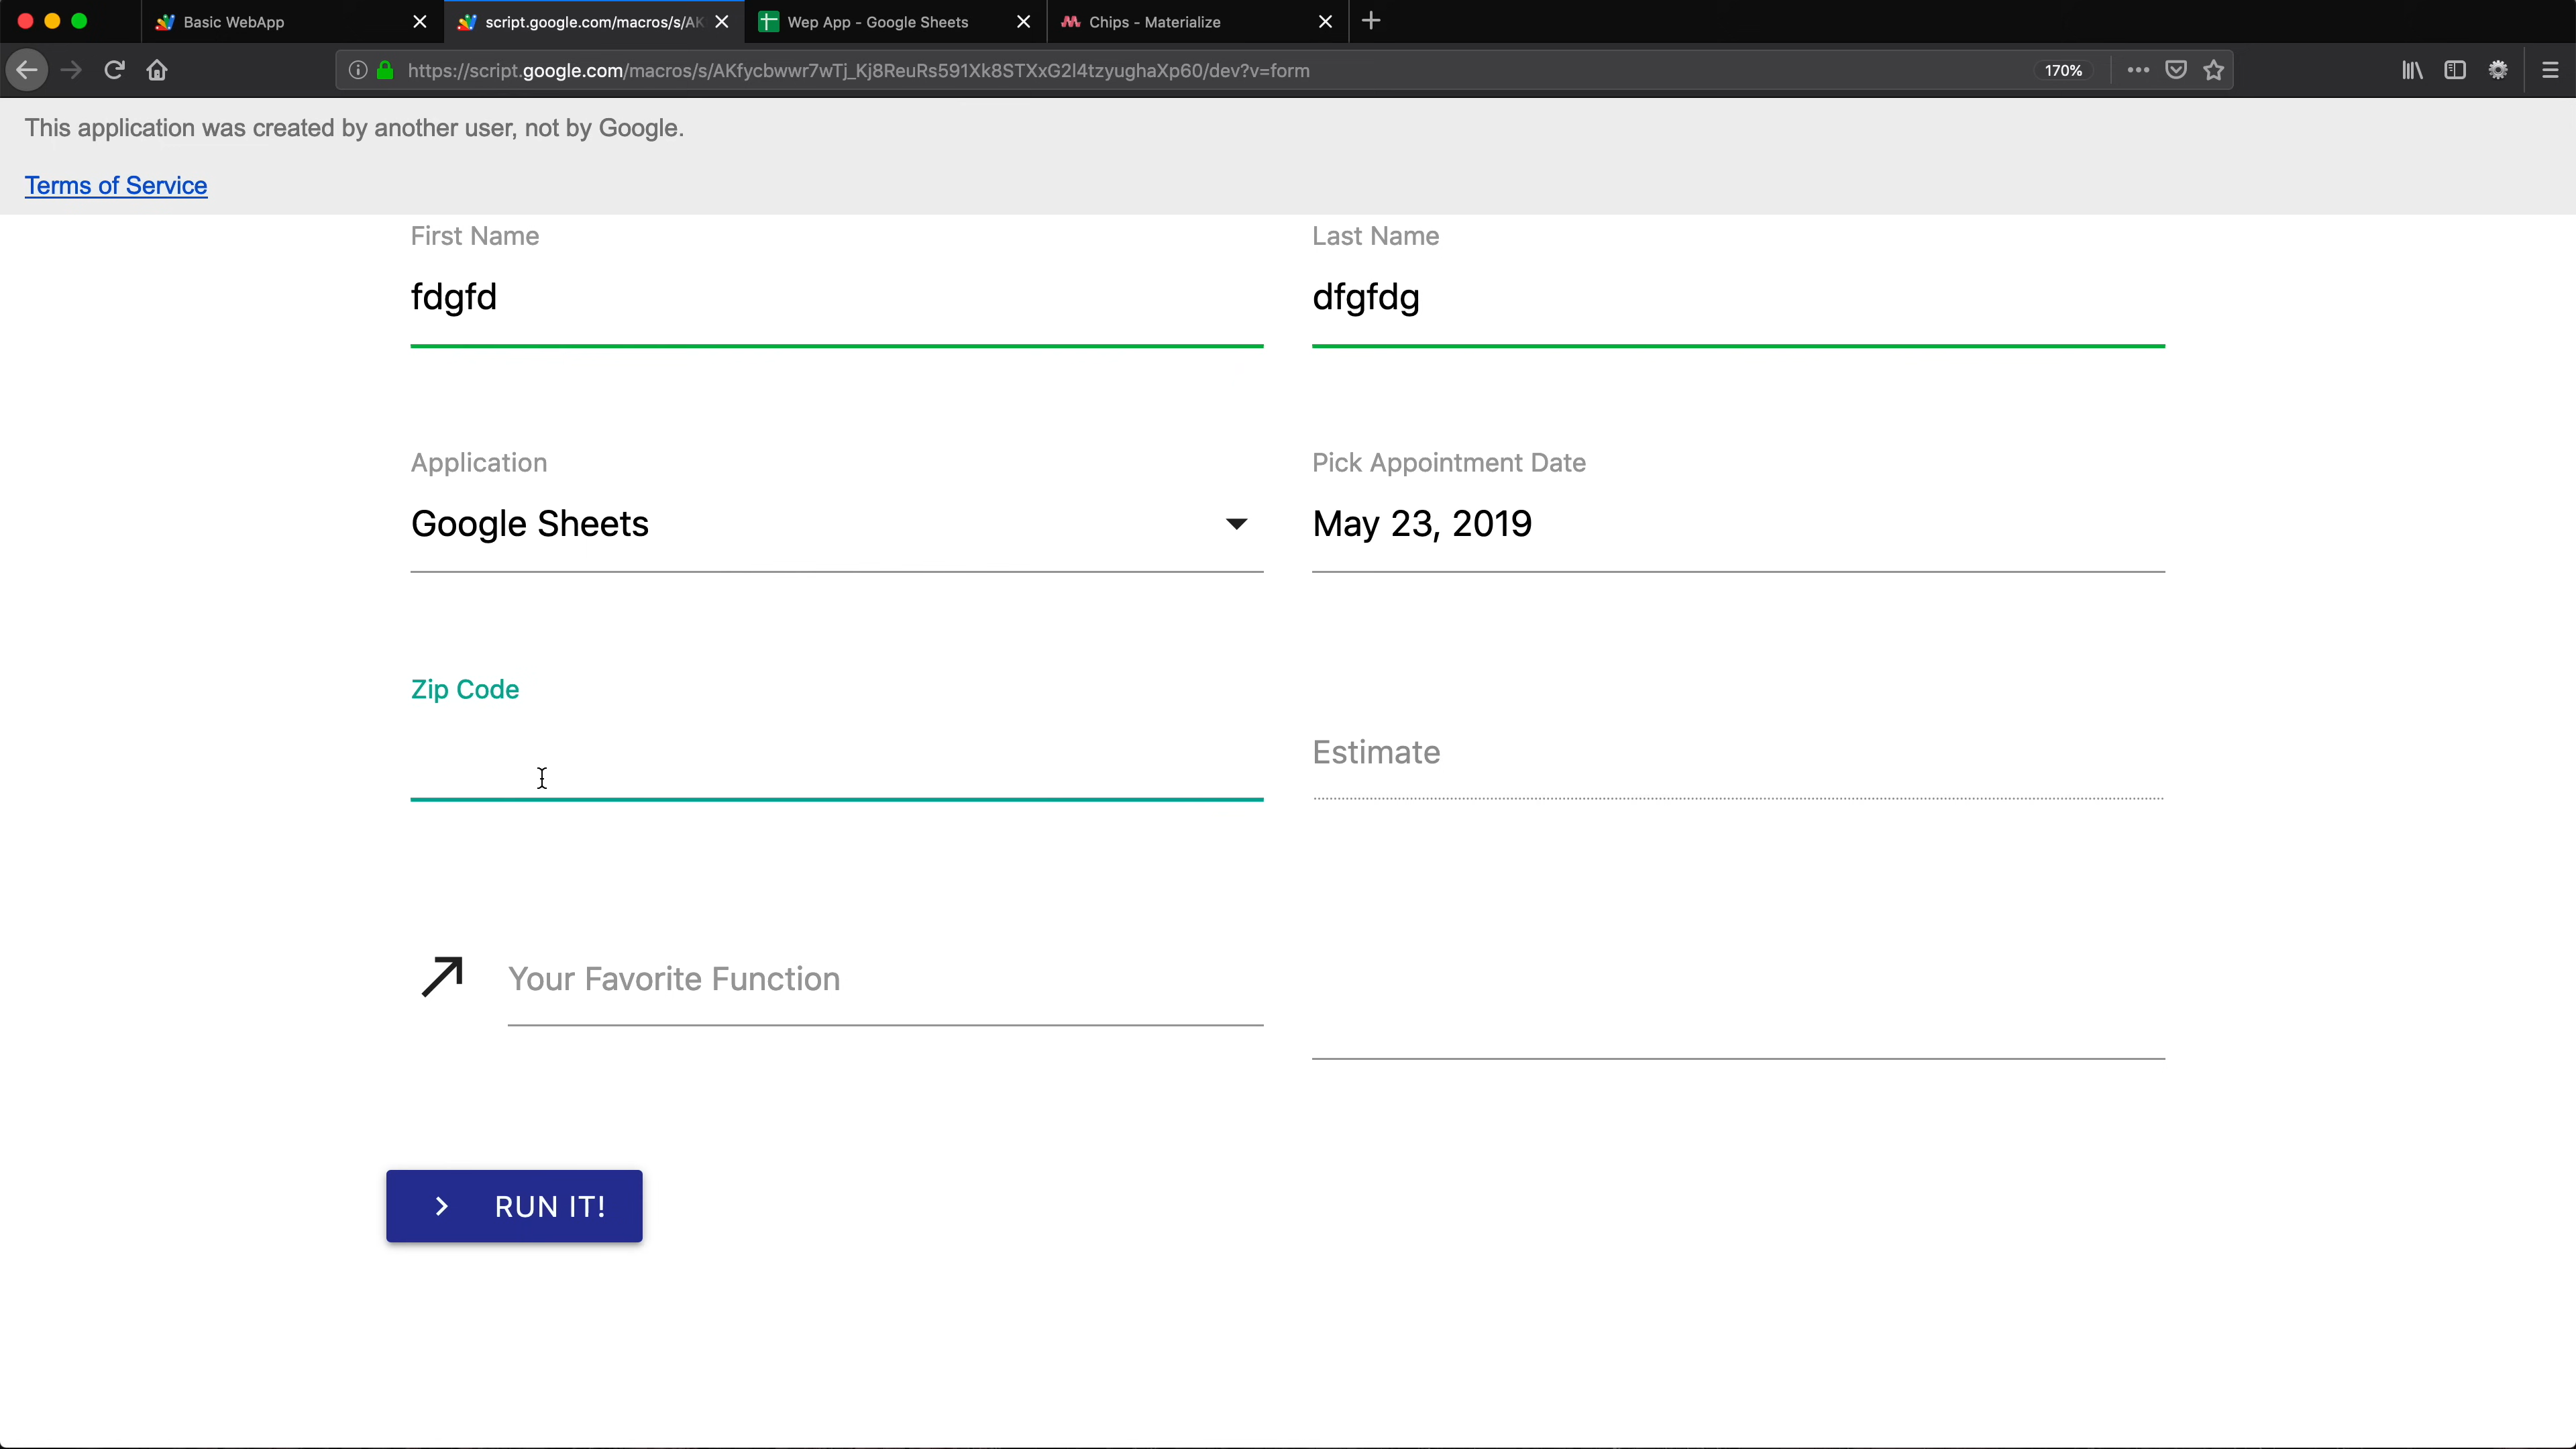 Basic WebApp
script.google.com/macros/s/AK
Wep App - Google Sheets
Chips - Materialize
https://script.google.com/macros/s/AKfycbwwr7wTj_Kj8ReuRs591Xk8STXxG2I4tzyughaXp60/dev?v=form
170%
This application was created by another user, not by Google.
Terms of Service
First Name
Last Name
fdgfd
dfgfdg
Application
Pick Appointment Date
Google Sheets
May 23, 2019
Zip Code
Estimate
Your Favorite Function
RUN IT!